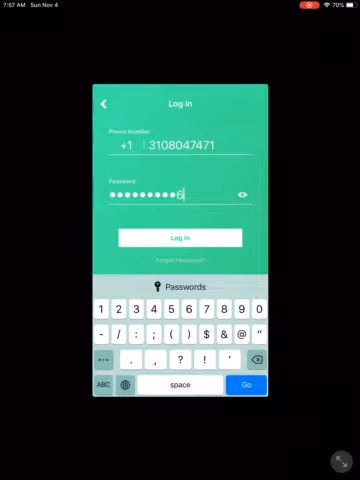 7:57 AM Sun Nov 4
70%
Log In
Phone Number
+1 3108047471
Password
●●●●●●●●●6
Log In
Forgot Password?
Passwords
1 2 3 4 5 6 7 8 9 0
- / : ; ( ) $ & @ "
#+= . , ? ! '
ABC space Go